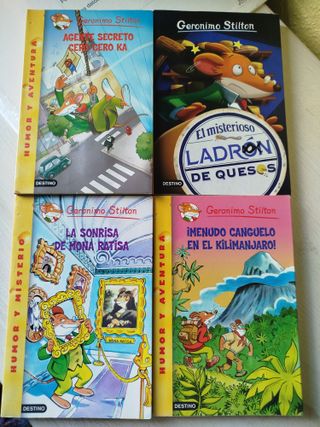 Geronimo Stilton
AGENTE SECRETO
CERO CERO KA
HUMOR Y AVENTURA
DESTINO
Geronimo Stilton
El misterioso
LADRÓN
DE QUESOS
DESTINO
Geronimo Stilton
LA SONRISA
DE MONA RATISA
HUMOR Y MISTERIO
MONA RATISA
DESTINO
Geronimo Stilton
¡MENUDO CANGUELO
EN EL KILIMANJARO!
HUMOR Y AVENTURA
DESTINO